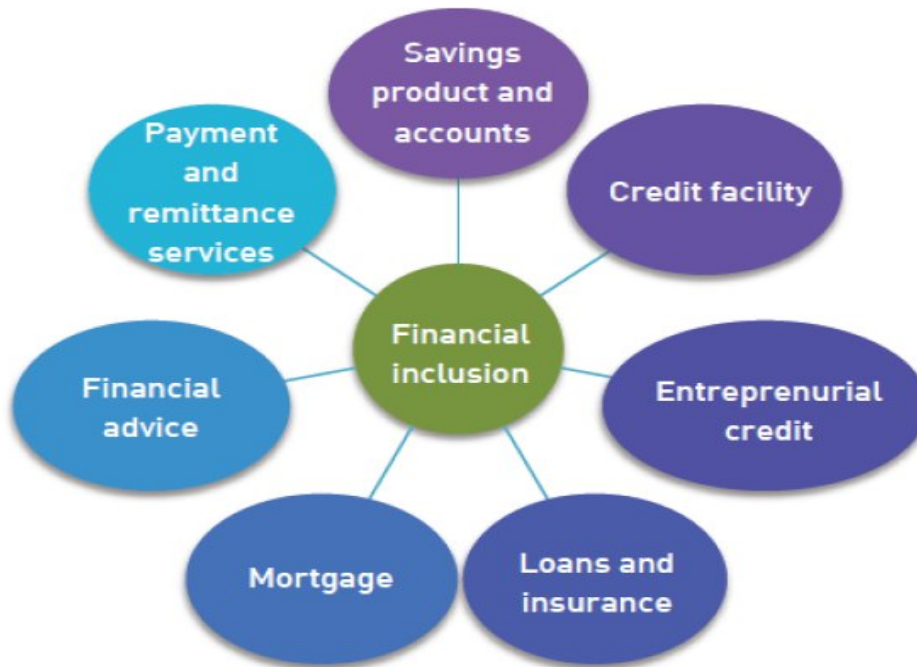 Savings
product and
accounts
Credit facility
Entreprenurial
credit
Loans and
insurance
Mortgage
Financial
advice
Payment
and
remittance
services
Financial
inclusion